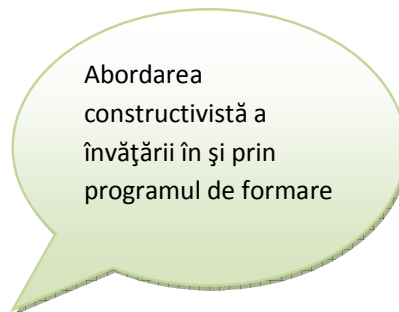 Abordarea
constructivistă a
învăţării în şi prin
programul de formare